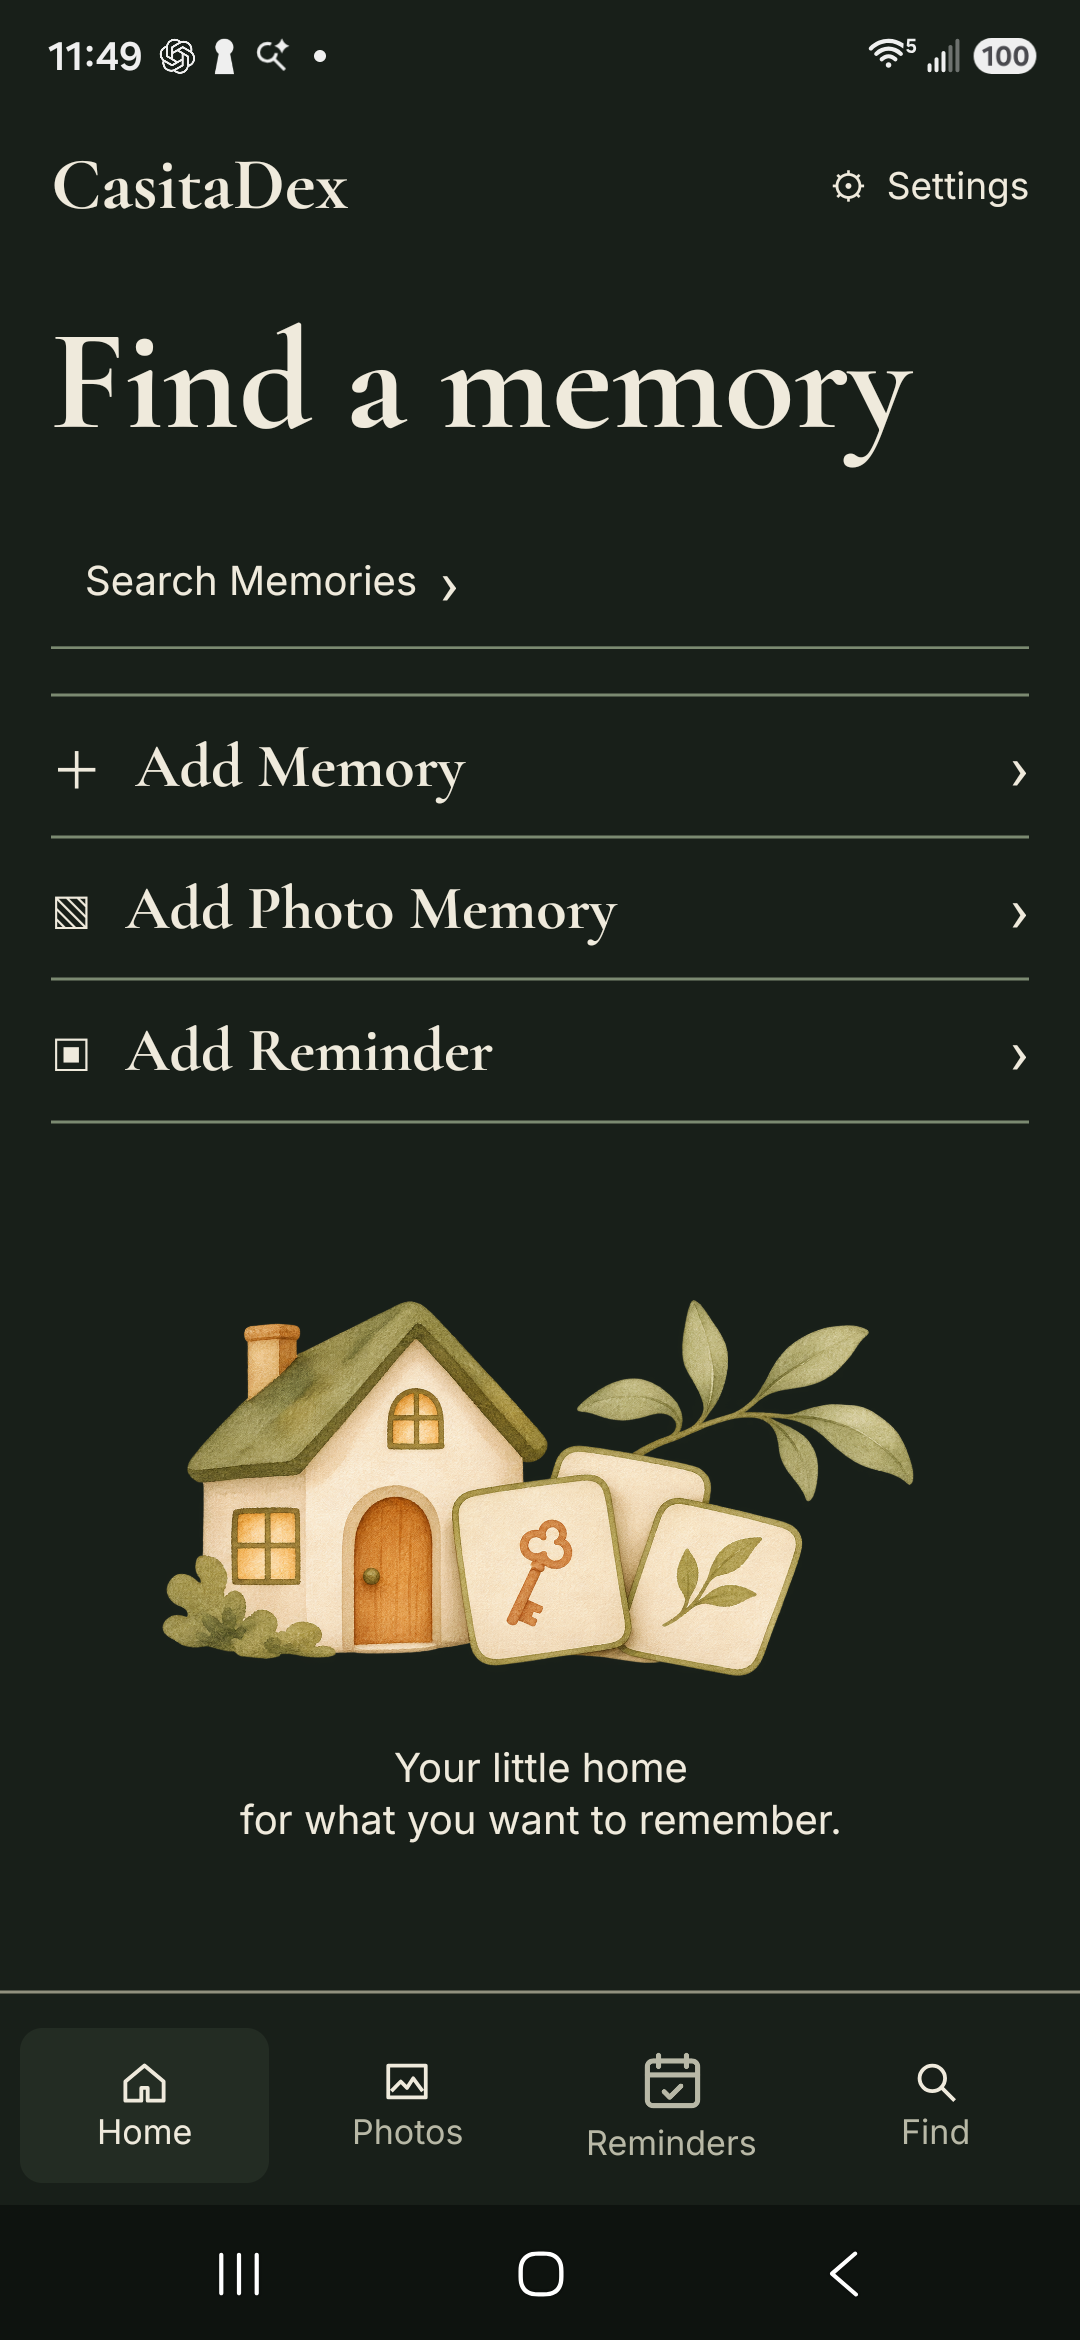 11:49
5
100
CasitaDex
Settings
Find a memory
Search Memories
Add Memory
Add Photo Memory
Add Reminder
Your little home
for what you want to remember.
Home
Photos
Reminders
Find